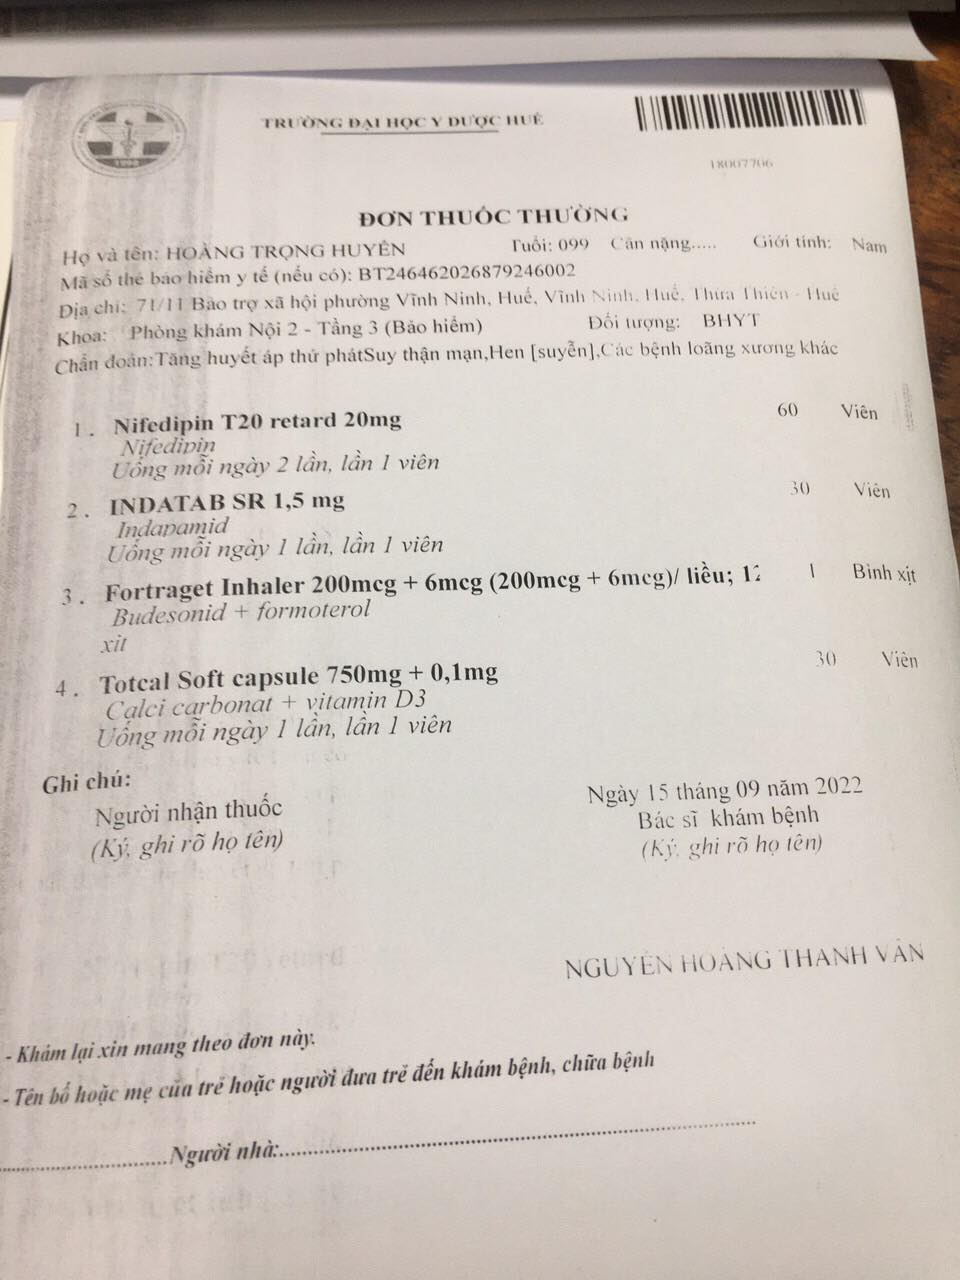 TRƯỜNG ĐẠI HỌC Y DƯỢC HUẾ
18007706
ĐƠN THUỐC THƯỜNG
Họ và tên: HOÀNG TRỌNG HUYÊN Tuổi: 099 Cân nặng..... Giới tính: Nam
Mã số thẻ bảo hiểm y tế (nếu có): BT246462026879246002
Địa chỉ: 71/11 Bảo trợ xã hội phường Vĩnh Ninh, Huế, Vĩnh Ninh, Huế, Thừa Thiên - Huế
Khoa: Phòng khám Nội 2 - Tầng 3 (Bảo hiểm) Đối tượng: BHYT
Chẩn đoán:Tăng huyết áp thứ phátSuy thận mạn,Hen [suyễn],Các bệnh loãng xương khác
1 . Nifedipin T20 retard 20mg 60 Viên
Nifedipin
Uống mỗi ngày 2 lần, lần 1 viên
2 . INDATAB SR 1,5 mg 30 Viên
Indapamid
Uống mỗi ngày 1 lần, lần 1 viên
3 . Fortraget Inhaler 200mcg + 6mcg (200mcg + 6mcg)/ liều; 12 1 Bình xịt
Budesonid + formoterol
xịt
4 . Totcal Soft capsule 750mg + 0,1mg 30 Viên
Calci carbonat + vitamin D3
Uống mỗi ngày 1 lần, lần 1 viên
Ghi chú:
Ngày 15 tháng 09 năm 2022
Người nhận thuốc Bác sĩ khám bệnh
(Ký, ghi rõ họ tên) (Ký, ghi rõ họ tên)
NGUYỄN HOÀNG THANH VÂN
- Khám lại xin mang theo đơn này.
- Tên bố hoặc mẹ của trẻ hoặc người đưa trẻ đến khám bệnh, chữa bệnh
Người nhà: